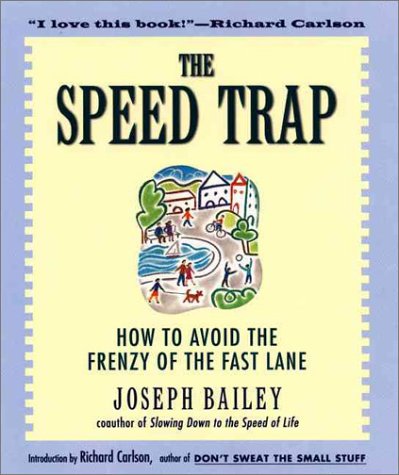 "I love this book!"—Richard Carlson
THE
SPEED TRAP
HOW TO AVOID THE
FRENZY OF THE FAST LANE
JOSEPH BAILEY
coauthor of Slowing Down to the Speed of Life
Introduction by Richard Carlson, author of DON'T SWEAT THE SMALL STUFF